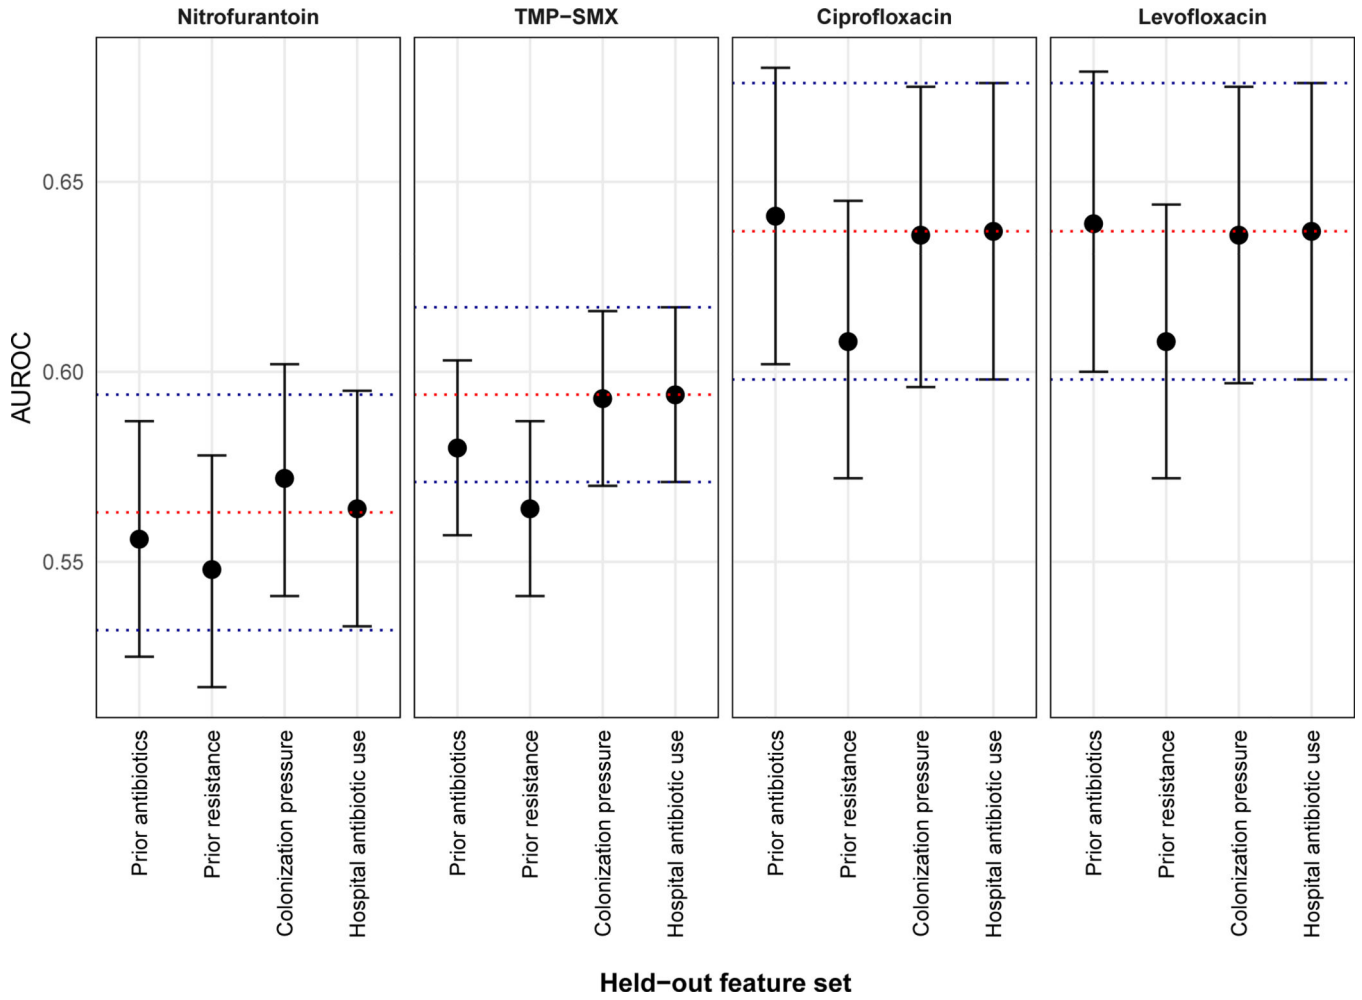 Nitrofurantoin
TMP−SMX
Ciprofloxacin
Levofloxacin
AUROC
0.65
0.60
0.55
Prior antibiotics
Prior resistance
Colonization pressure
Hospital antibiotic use
Prior antibiotics
Prior resistance
Colonization pressure
Hospital antibiotic use
Prior antibiotics
Prior resistance
Colonization pressure
Hospital antibiotic use
Prior antibiotics
Prior resistance
Colonization pressure
Hospital antibiotic use
Held−out feature set